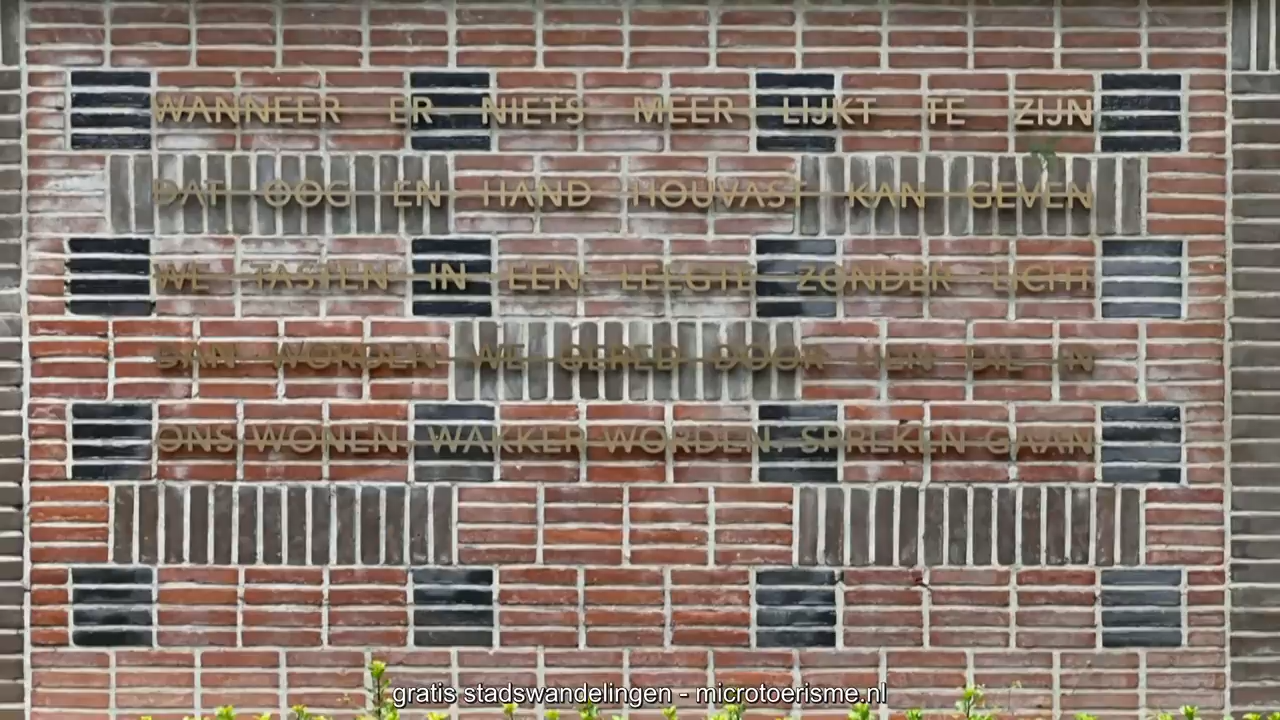 WANNEER ER NIETS MEER LIJKT TE ZIJN
DAT OOG EN HAND HOUVAST KAN GEVEN
WE TASTEN IN EEN LEEGTE ZONDER LICHT
DAN WORDEN WE GERED DOOR EEN DIE IN
ONS WONEN, WAKKER WORDEN, SPREKEN GAAN
gratis stadswandelingen - microtoerisme.nl